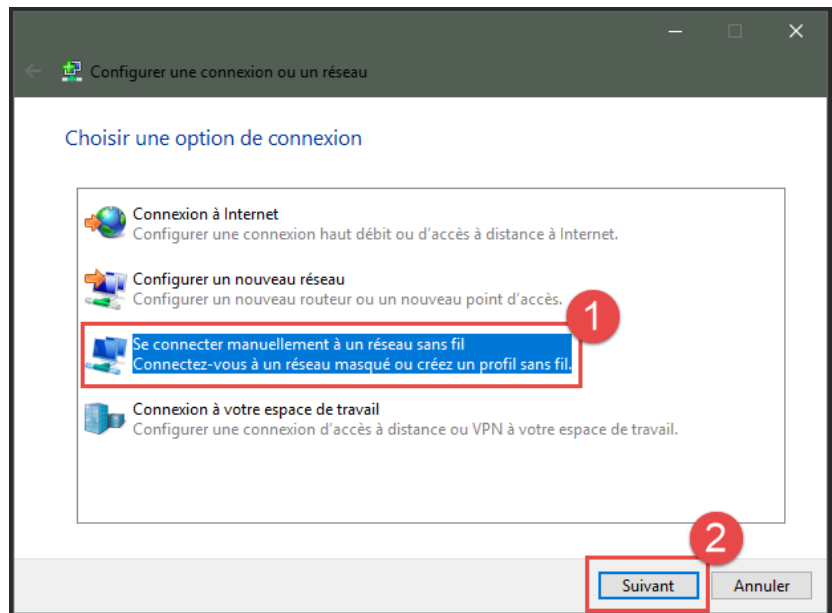 Configurer une connexion ou un réseau
Choisir une option de connexion
Connexion à Internet
Configurer une connexion haut débit ou d'accès à distance à Internet.
Configurer un nouveau réseau
Configurer un nouveau routeur ou un nouveau point d'accès.
1
Se connecter manuellement à un réseau sans fil
Connectez-vous à un réseau masqué ou créez un profil sans fil.
Connexion à votre espace de travail
Configurer une connexion d'accès à distance ou VPN à votre espace de travail.
2
Suivant Annuler